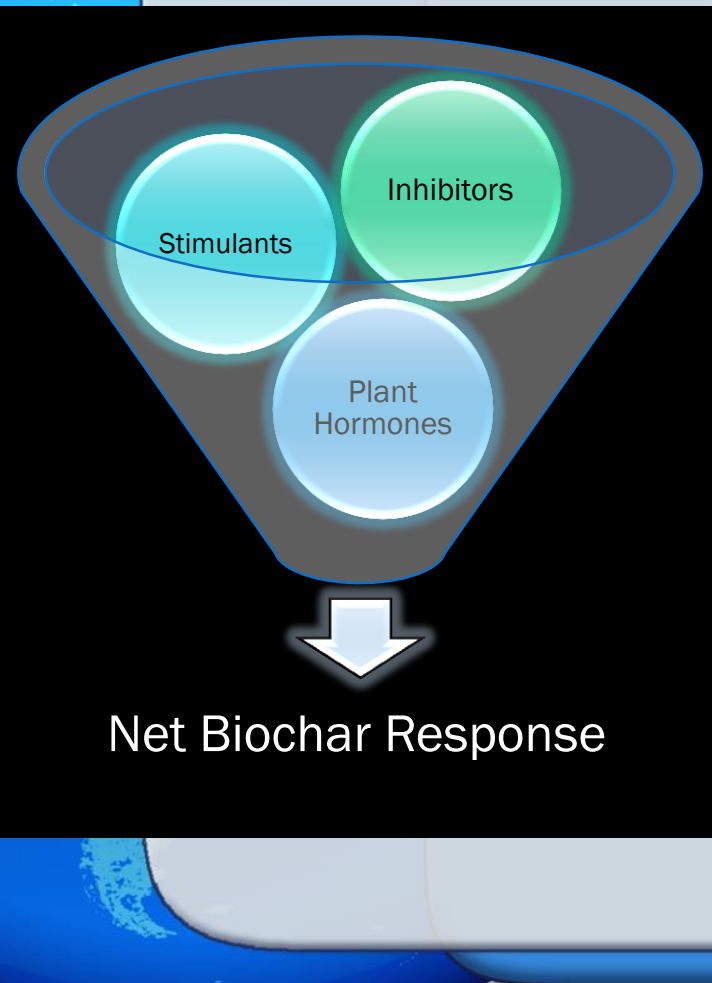 Inhibitors
Stimulants
Plant
Hormones
Net Biochar Response